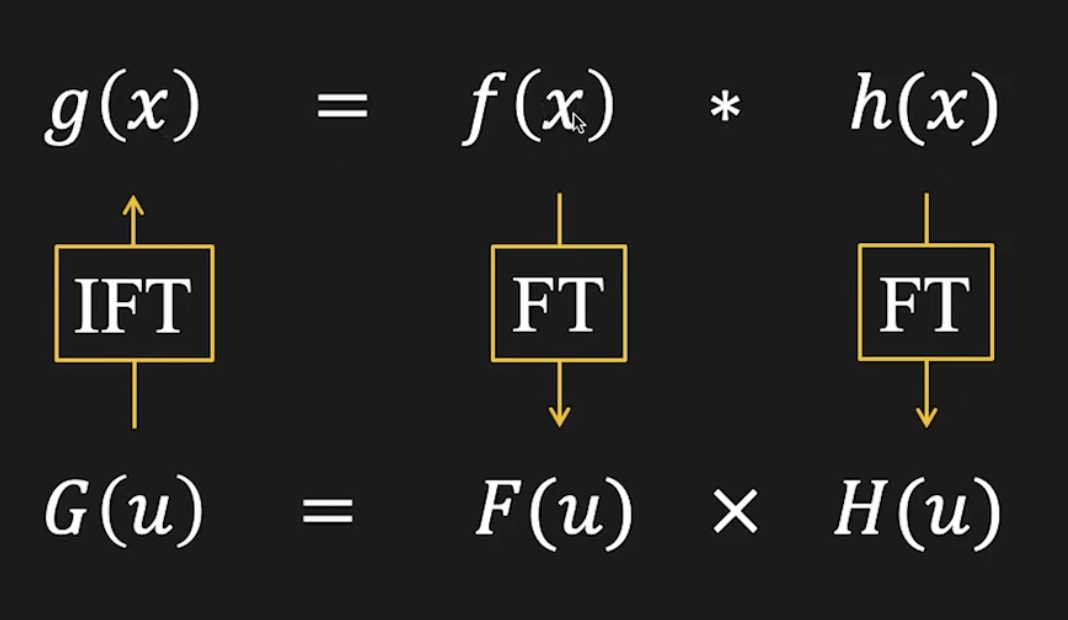 g(x) = f(x) * h(x)
IFT FT FT
G(u) = F(u) × H(u)